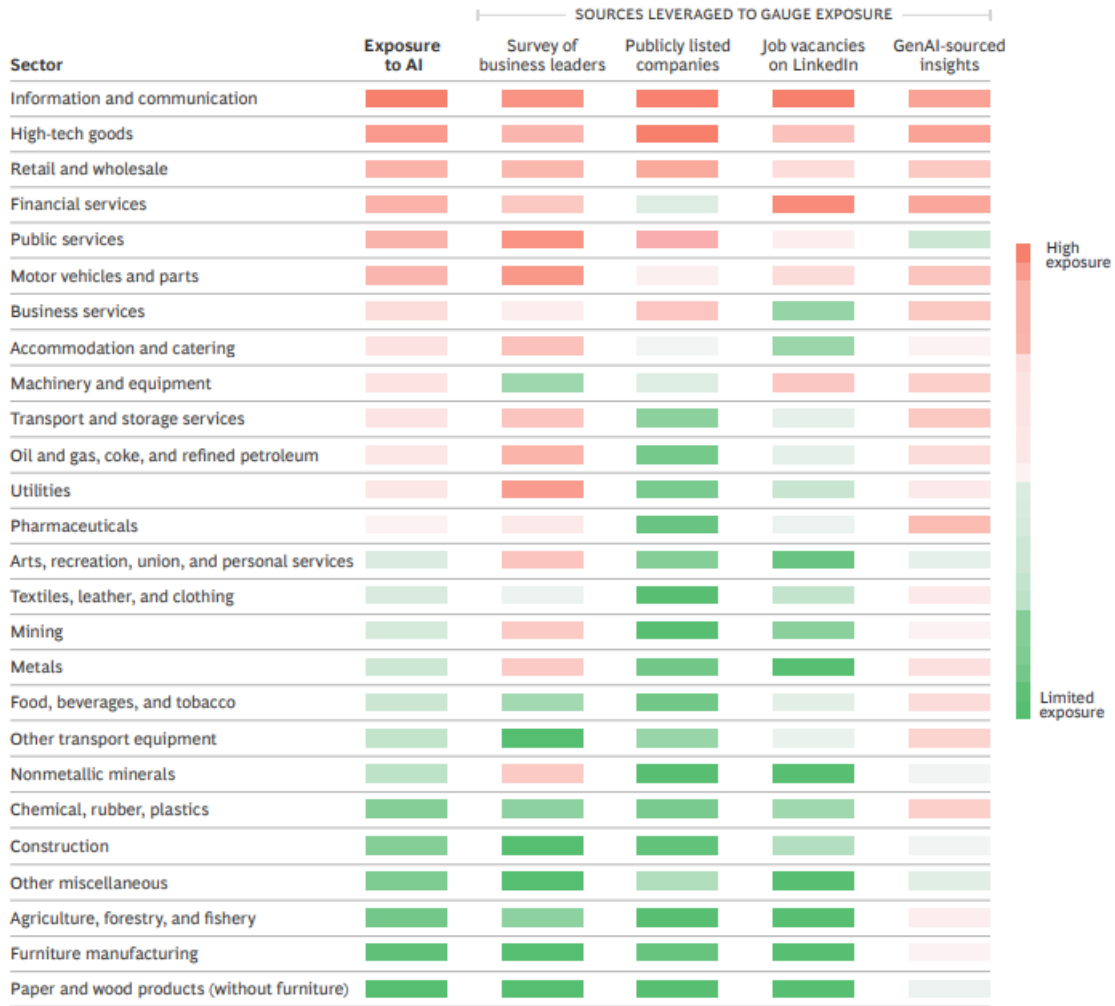 SOURCES LEVERAGED TO GAUGE EXPOSURE
Sector
Exposure
to AI
Survey of
business leaders
Publicly listed
companies
Job vacancies
on LinkedIn
GenAI-sourced
insights
Information and communication
High-tech goods
Retail and wholesale
Financial services
Public services
Motor vehicles and parts
Business services
Accommodation and catering
Machinery and equipment
Transport and storage services
Oil and gas, coke, and refined petroleum
Utilities
Pharmaceuticals
Arts, recreation, union, and personal services
Textiles, leather, and clothing
Mining
Metals
Food, beverages, and tobacco
Other transport equipment
Nonmetallic minerals
Chemical, rubber, plastics
Construction
Other miscellaneous
Agriculture, forestry, and fishery
Furniture manufacturing
Paper and wood products (without furniture)
High
exposure
Limited
exposure